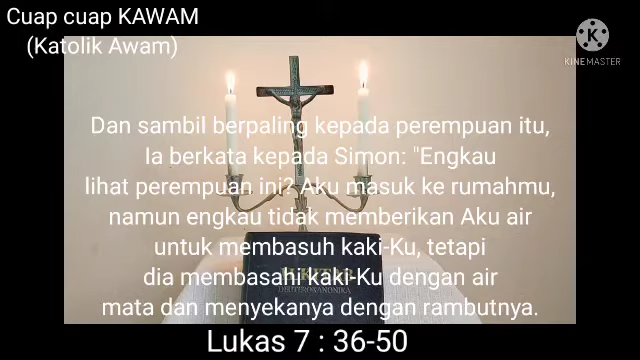 Cuap cuap KAWAM
(Katolik Awam)
KINEMASTER
Dan sambil berpaling kepada perempuan itu,
Ia berkata kepada Simon: "Engkau
lihat perempuan ini? Aku masuk ke rumahmu,
namun engkau tidak memberikan Aku air
untuk membasuh kaki-Ku, tetapi
dia membasahi kaki-Ku dengan air
mata dan menyekanya dengan rambutnya.
ALKITAB
DEUTEROKANONIKA
Lukas 7 : 36-50